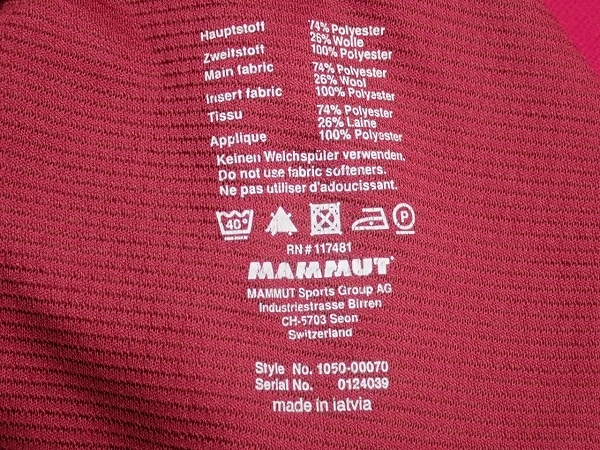 Hauptstoff 74% Polyester
26% Wolle
Zweitstoff 100% Polyester
Main fabric 74% Polyester
26% Wool
Insert fabric 100% Polyester
Tissu 74% Polyester
26% Laine
Applique 100% Polyester
Keinen Weichspüler verwenden.
Do not use fabric softeners.
Ne pas utiliser d'adoucissant.
40° P
RN # 117481
MAMMUT
MAMMUT Sports Group AG
Industriestrasse Birren
CH-5703 Seon
Switzerland
Style No. 1050-00070
Serial No. 0124039
made in latvia